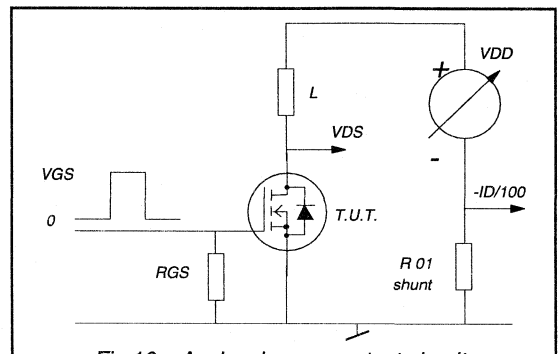 VDD
+
L
VDS
-
VGS
-ID/100
0
T.U.T.
RGS
R 01
shunt